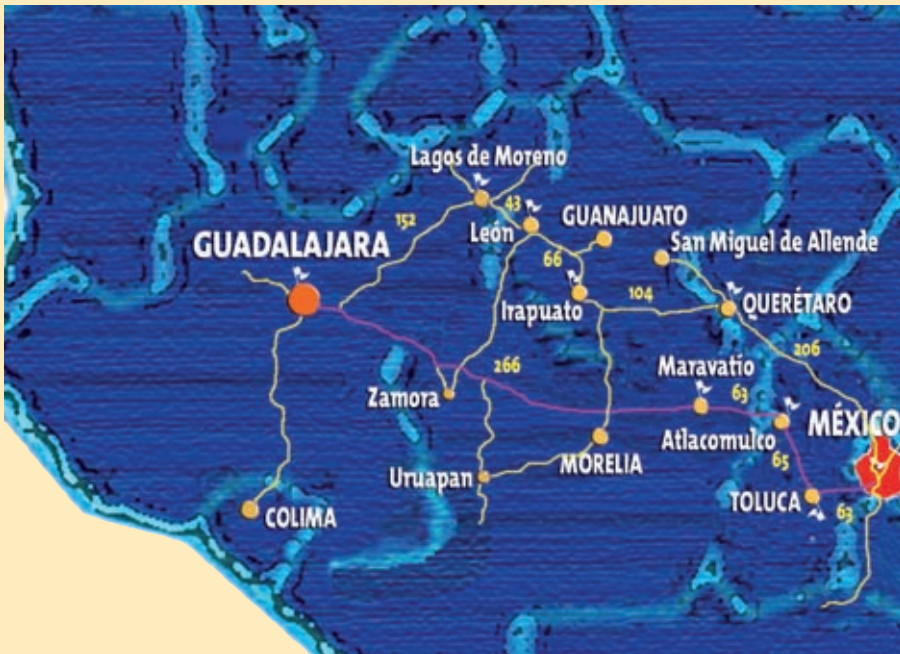 Lagos de Moreno
43
152
León
GUANAJUATO
GUADALAJARA
66
San Miguel de Allende
Irapuato
104
QUERÉTARO
206
266
Maravatío
Zamora
63
Atlacomulco
MÉXICO
MORELIA
65
Uruapan
TOLUCA
63
COLIMA